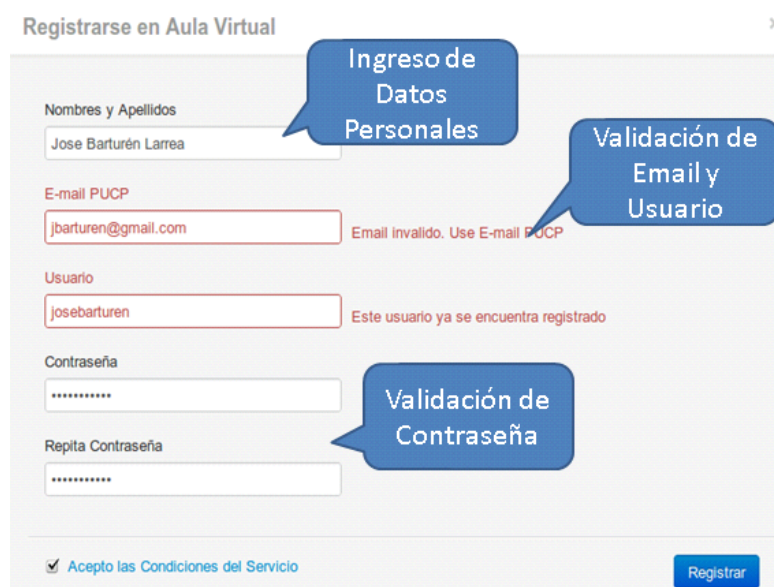 Registrarse en Aula Virtual
Ingreso de
Datos
Personales
Nombres y Apellidos
Jose Barturén Larrea
Validación de
Email y
Usuario
E-mail PUCP
jbarturen@gmail.com
Email invalido. Use E-mail PUCP
Usuario
josebarturen
Este usuario ya se encuentra registrado
Contraseña
•••••••••••
Validación de
Contraseña
Repita Contraseña
•••••••••••
Acepto las Condiciones del Servicio
Registrar